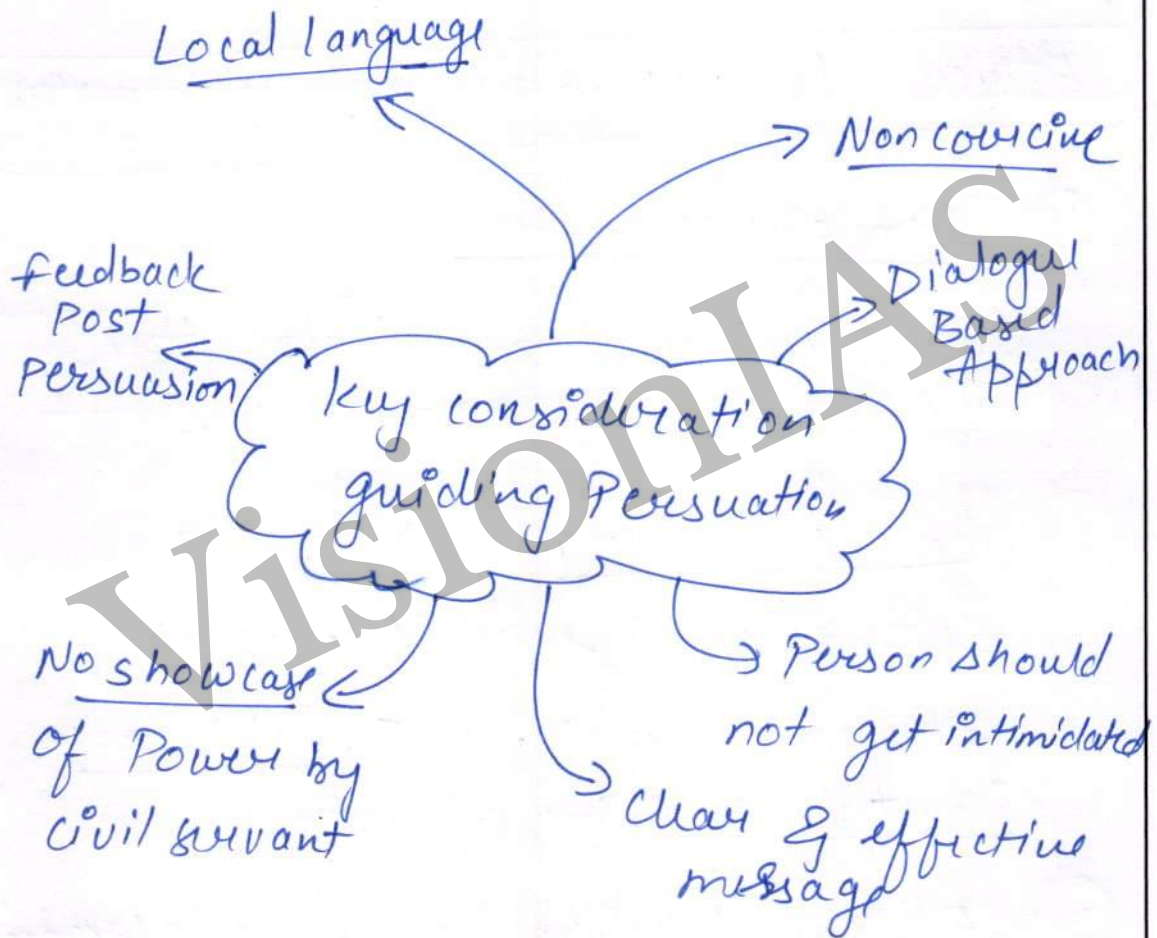 Local language
Non courcive
feedback
Post
Persuasion
Dialogue
Based
Approach
Key consideration
guiding Persuation
No showcase
of Power by
civil servant
Person should
not get intimidated
Clear & effective
message
VisionIAS